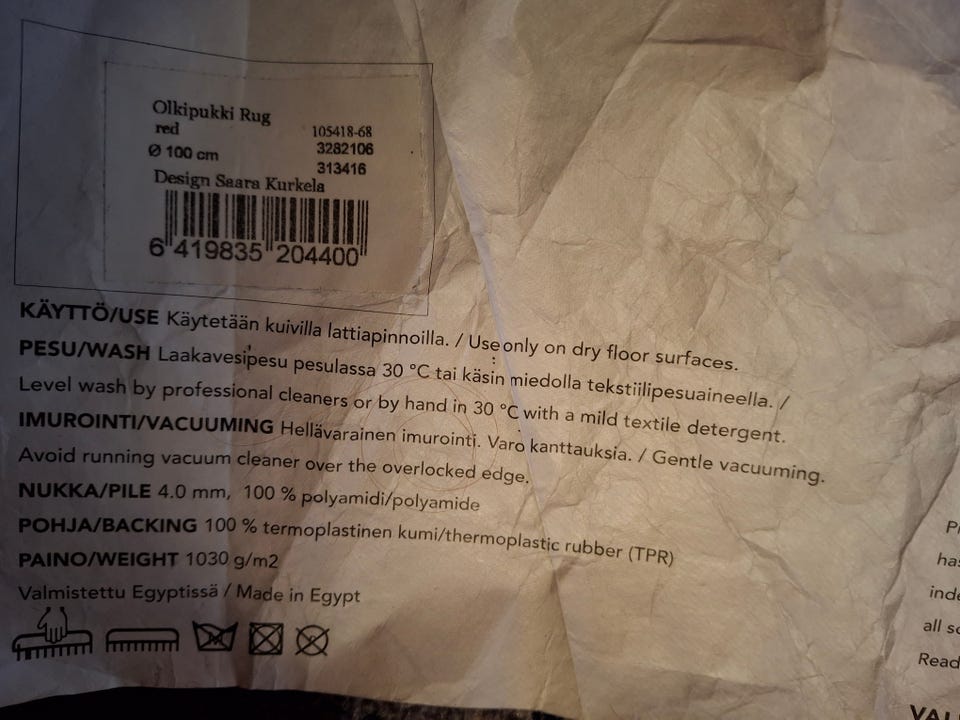 Olkipukki Rug
red 105418-68
Ø 100 cm 3282106
313416
Design Saara Kurkela
6 419835 204400
KÄYTTÖ/USE Käytetään kuivilla lattiapinnoilla. / Use only on dry floor surfaces.
PESU/WASH Laakavesipesu pesulassa 30 °C tai käsin miedolla tekstiilipesuaineella. /
Level wash by professional cleaners or by hand in 30 °C with a mild textile detergent.
IMUROINTI/VACUUMING Hellävarainen imurointi. Varo kanttauksia. / Gentle vacuuming.
Avoid running vacuum cleaner over the overlocked edge.
NUKKA/PILE 4.0 mm, 100 % polyamidi/polyamide
POHJA/BACKING 100 % termoplastinen kumi/thermoplastic rubber (TPR)
PAINO/WEIGHT 1030 g/m2
Valmistettu Egyptissä / Made in Egypt
all
Read